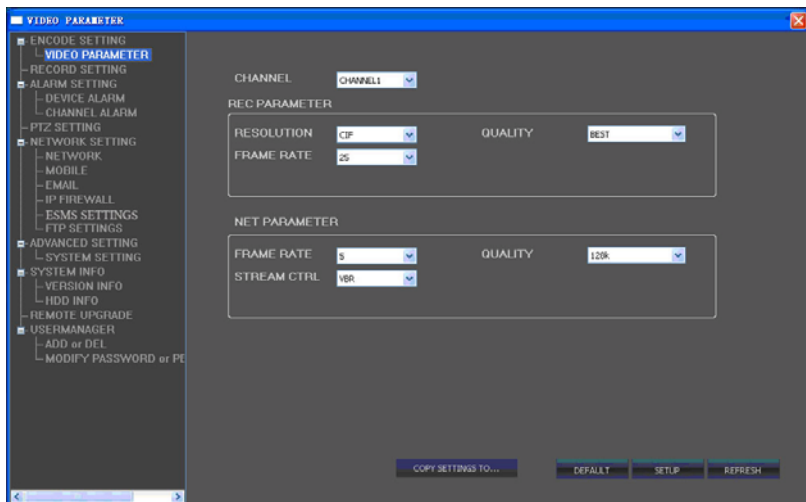 VIDEO PARAMETER
ENCODE SETTING
VIDEO PARAMETER
RECORD SETTING
ALARM SETTING
DEVICE ALARM
CHANNEL ALARM
PTZ SETTING
NETWORK SETTING
NETWORK
MOBILE
EMAIL
IP FIREWALL
ESMS SETTINGS
FTP SETTINGS
ADVANCED SETTING
SYSTEM SETTING
SYSTEM INFO
VERSION INFO
HDD INFO
REMOTE UPGRADE
USERMANAGER
ADD or DEL
MODIFY PASSWORD or PE
CHANNEL CHANNEL1
REC PARAMETER
RESOLUTION CIF QUALITY BEST
FRAME RATE 25
NET PARAMETER
FRAME RATE 5 QUALITY 128k
STREAM CTRL VBR
COPY SETTINGS TO... DEFAULT SETUP REFRESH